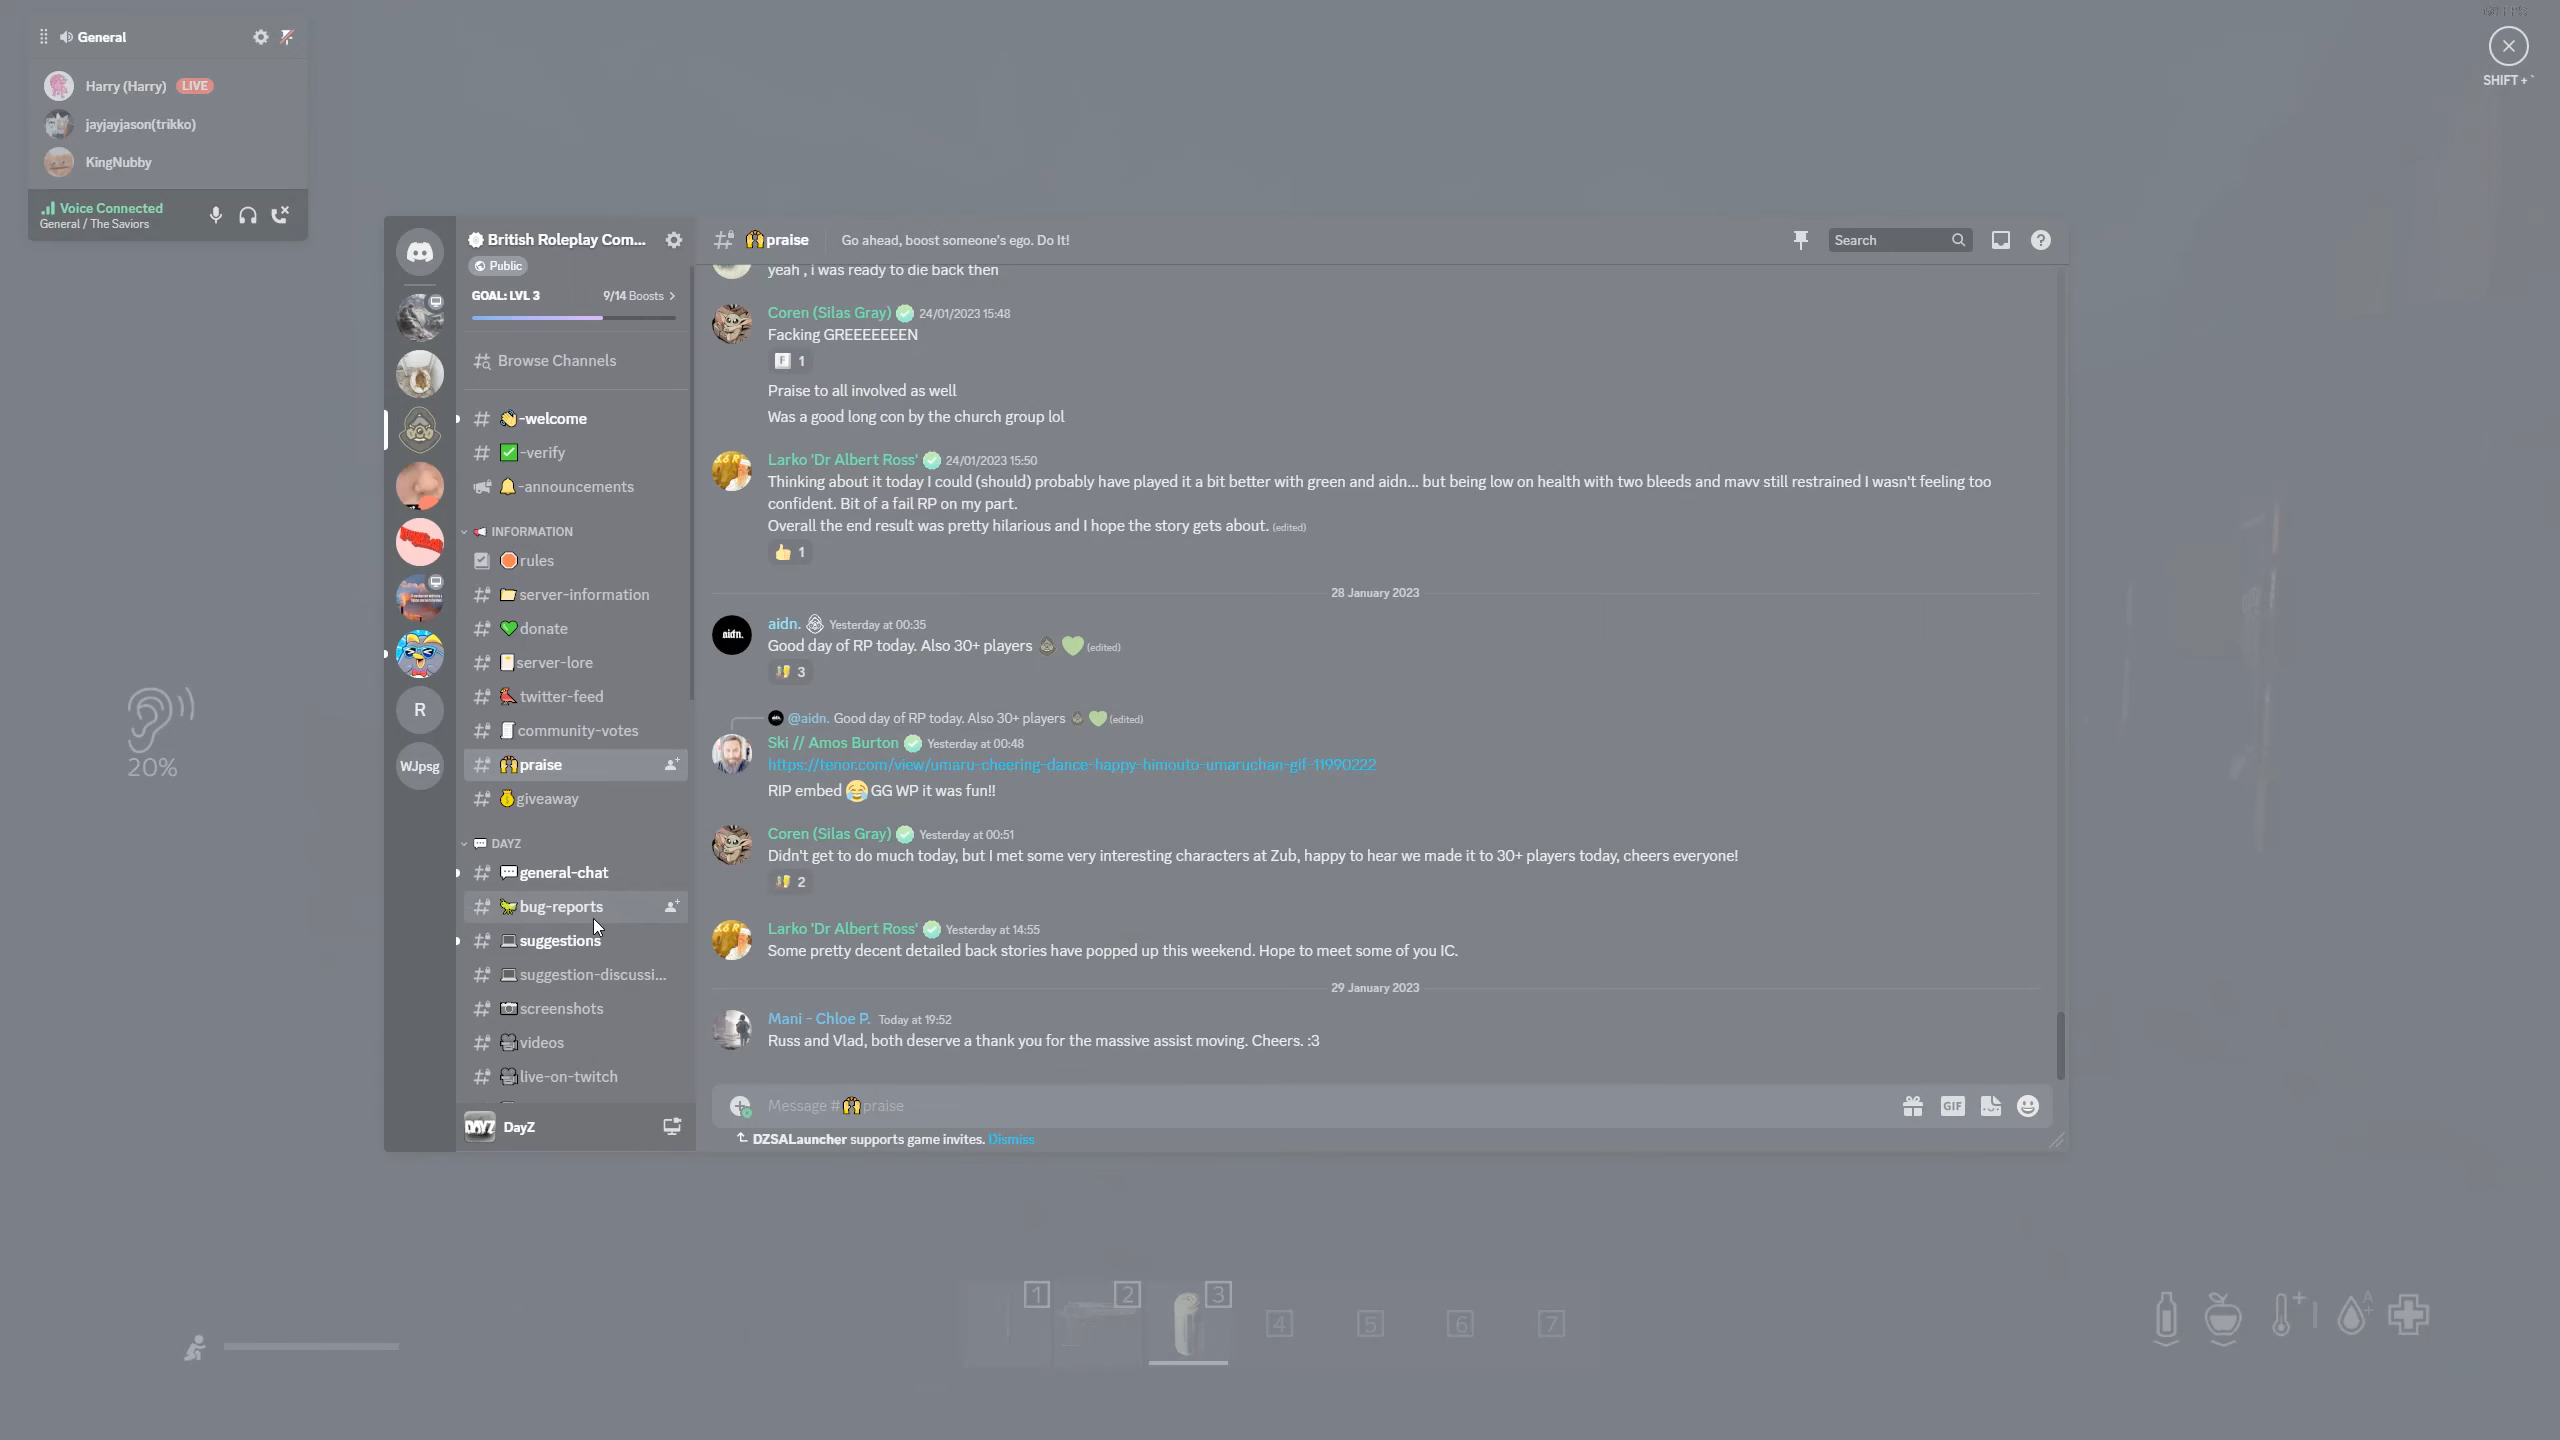 General
Harry (Harry) LIVE
jayjayjason(trikko)
KingNubby
Voice Connected
General / The Saviors
SHIFT + `
20%
British Roleplay Com...
Public
GOAL: LVL 3 9/14 Boosts
Browse Channels
-welcome
-verify
-announcements
INFORMATION
rules
server-information
donate
server-lore
twitter-feed
community-votes
praise
giveaway
DAYZ
general-chat
bug-reports
suggestions
suggestion-discussi...
screenshots
videos
live-on-twitch
DAYZ DayZ
R
WJpsg
praise Go ahead, boost someone's ego. Do It!
Search
yeah , i was ready to die back then
Coren (Silas Gray) 24/01/2023 15:48
Facking GREEEEEEEN
F 1
Praise to all involved as well
Was a good long con by the church group lol
Larko 'Dr Albert Ross' 24/01/2023 15:50
Thinking about it today I could (should) probably have played it a bit better with green and aidn... but being low on health with two bleeds and mavv still restrained I wasn't feeling too
confident. Bit of a fail RP on my part.
Overall the end result was pretty hilarious and I hope the story gets about. (edited)
1
28 January 2023
aidn. aidn. Yesterday at 00:35
Good day of RP today. Also 30+ players (edited)
3
@aidn. Good day of RP today. Also 30+ players (edited)
Ski // Amos Burton Yesterday at 00:48
https://tenor.com/view/umaru-cheering-dance-happy-himouto-umaruchan-gif-11990222
RIP embed GG WP it was fun!!
Coren (Silas Gray) Yesterday at 00:51
Didn't get to do much today, but I met some very interesting characters at Zub, happy to hear we made it to 30+ players today, cheers everyone!
2
Larko 'Dr Albert Ross' Yesterday at 14:55
Some pretty decent detailed back stories have popped up this weekend. Hope to meet some of you IC.
29 January 2023
Mani - Chloe P. Today at 19:52
Russ and Vlad, both deserve a thank you for the massive assist moving. Cheers. :3
Message # praise
GIF
DZSALauncher supports game invites. Dismiss
1 2 3 4 5 6 7
A